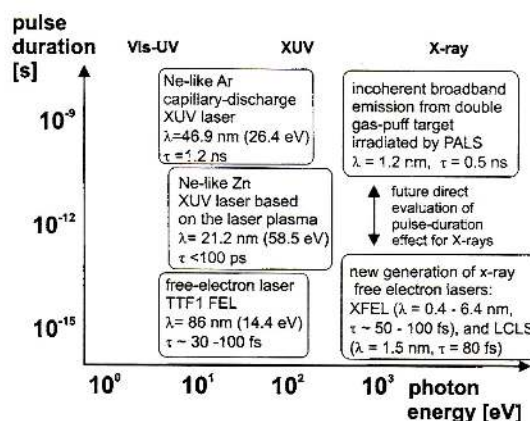 pulse
duration
[s]
Vis-UV XUV X-ray
10⁻⁹
10⁻¹²
10⁻¹⁵
Ne-like Ar
capillary-discharge
XUV laser
λ=46.9 nm (26.4 eV)
τ =1.2 ns
incoherent broadband
emission from double
gas-puff target
irradiated by PALS
λ = 1.2 nm, τ = 0.5 ns
Ne-like Zn
XUV laser based
on the laser plasma
λ= 21.2 nm (58.5 eV)
τ <100 ps
future direct
evaluation of
pulse-duration
effect for X-rays
free-electron laser
TTF1 FEL
λ= 86 nm (14.4 eV)
τ ~ 30 -100 fs
new generation of x-ray
free electron lasers:
XFEL (λ = 0.4 - 6.4 nm,
τ ~ 50 - 100 fs), and LCLS
(λ = 1.5 nm, τ = 80 fs)
10⁰ 10¹ 10² 10³ photon
energy [eV]